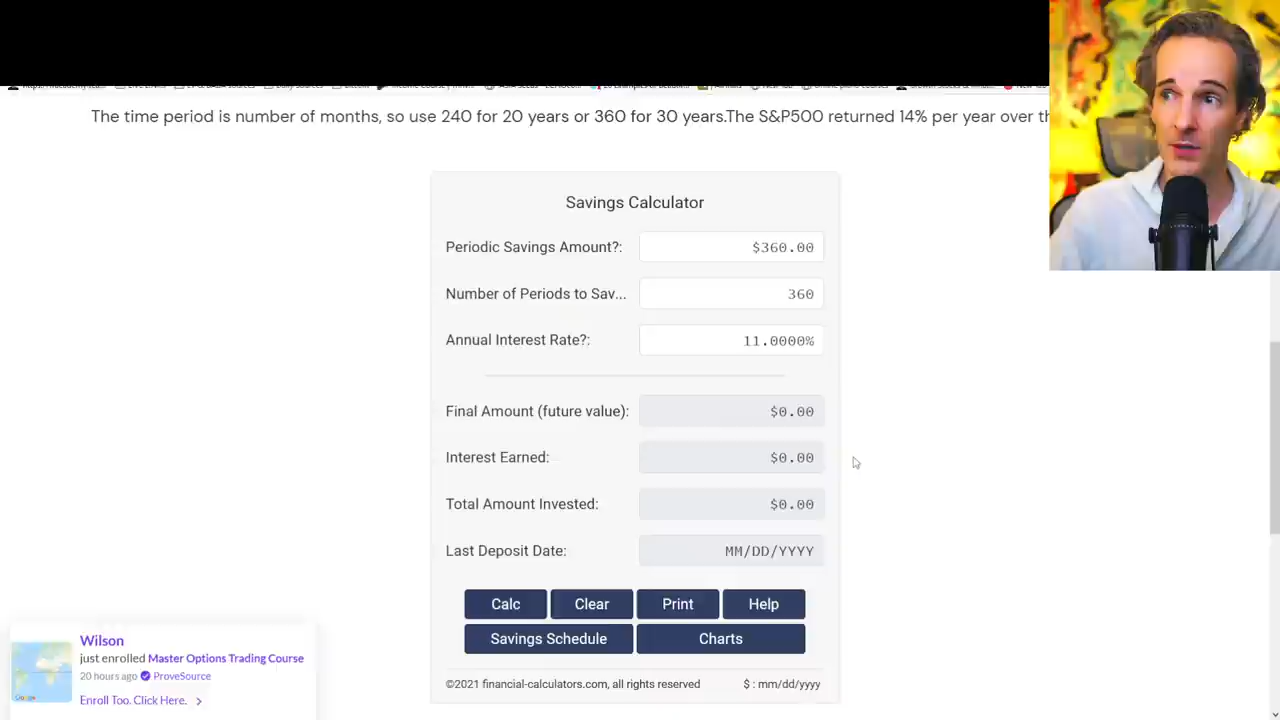 The time period is number of months, so use 240 for 20 years or 360 for 30 years.The S&P500 returned 14% per year over th
Savings Calculator
Periodic Savings Amount?: $360.00
Number of Periods to Sav... 360
Annual Interest Rate?: 11.0000%
Final Amount (future value): $0.00
Interest Earned: $0.00
Total Amount Invested: $0.00
Last Deposit Date: MM/DD/YYYY
Calc Clear Print Help
Savings Schedule Charts
©2021 financial-calculators.com, all rights reserved $ : mm/dd/yyyy
Wilson
just enrolled Master Options Trading Course
20 hours ago ProveSource
Enroll Too. Click Here. >